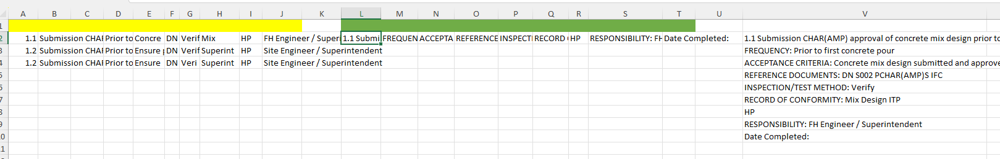 A B C D E F G H I J K L M N O P Q R S T U V
1
2 1.1 Submission CHAI Prior to Concre DN Verif Mix HP FH Engineer / Superi 1.1 Submi FREQUEN ACCEPTA REFERENCE INSPECTI RECORD HP RESPONSIBILITY: FH Date Completed: 1.1 Submission CHAR(AMP) approval of concrete mix design prior to
3 1.2 Submission CHAI Prior to Ensure DN Verif Superint HP Site Engineer / Superintendent FREQUENCY: Prior to first concrete pour
4 1.2 Submission CHAI Prior to Ensure DN Veri Superint HP Site Engineer / Superintendent ACCEPTANCE CRITERIA: Concrete mix design submitted and approve
5 REFERENCE DOCUMENTS: DN S002 PCHAR(AMP)S IFC
6 INSPECTION/TEST METHOD: Verify
7 RECORD OF CONFORMITY: Mix Design ITP
8 HP
9 RESPONSIBILITY: FH Engineer / Superintendent
0 Date Completed:
11